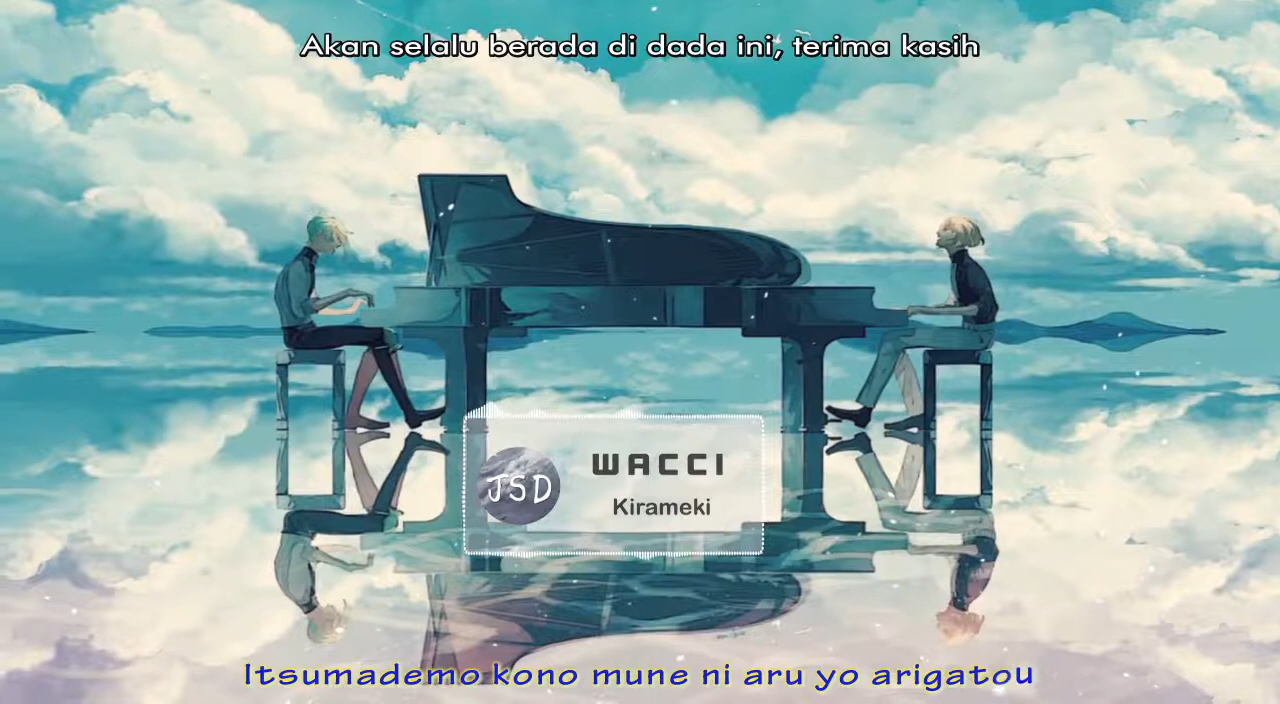 Akan selalu berada di dada ini, terima kasih
JSD
WACCI
Kirameki
Itsumademo kono mune ni aru yo arigatou